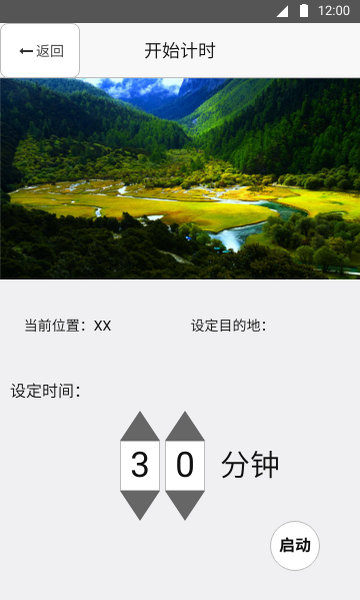 12:00
返回
开始计时
当前位置：XX
设定目的地：
设定时间：
3 0 分钟
启动